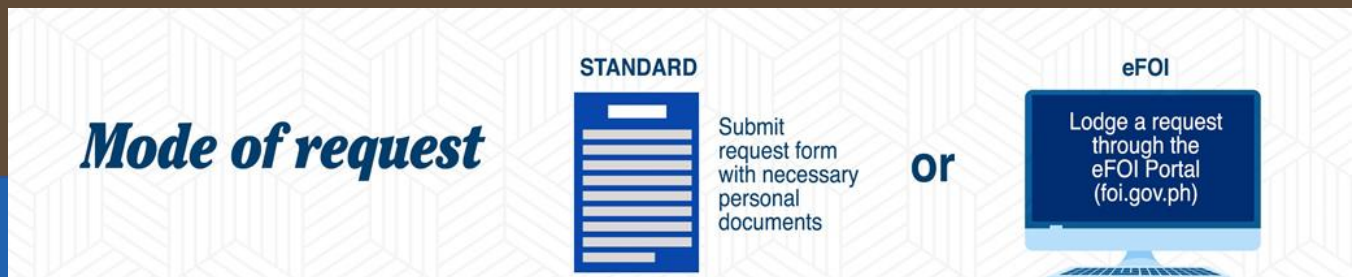 Mode of request
STANDARD
Submit
request form
with necessary
personal
documents
or
eFOI
Lodge a request
through the
eFOI Portal
(foi.gov.ph)